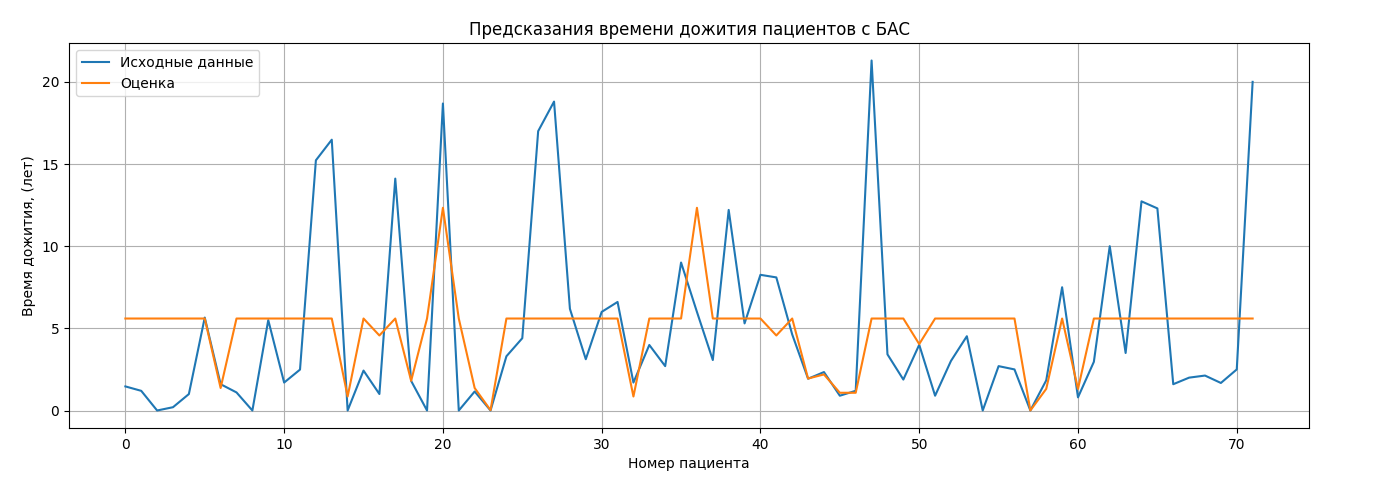 Предсказания времени дожития пациентов с БАС
Исходные данные
Оценка
Время дожития, (лет)
20
15
10
5
0
0 10 20 30 40 50 60 70
Номер пациента